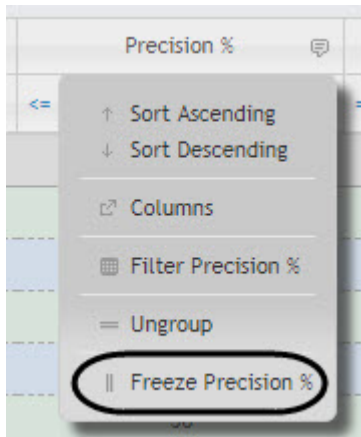 Precision %
<=
Sort Ascending
Sort Descending
Columns
Filter Precision %
Ungroup
Freeze Precision %